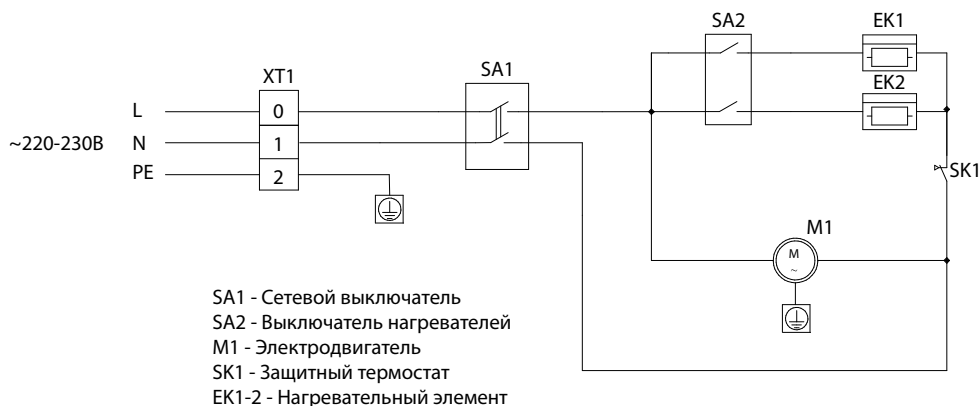 SA2
EK1
XT1
SA1
EK2
L
0
~220-230В
N
1
PE
2
SK1
M1
M
~
SA1 - Сетевой выключатель
SA2 - Выключатель нагревателей
M1 - Электродвигатель
SK1 - Защитный термостат
EK1-2 - Нагревательный элемент